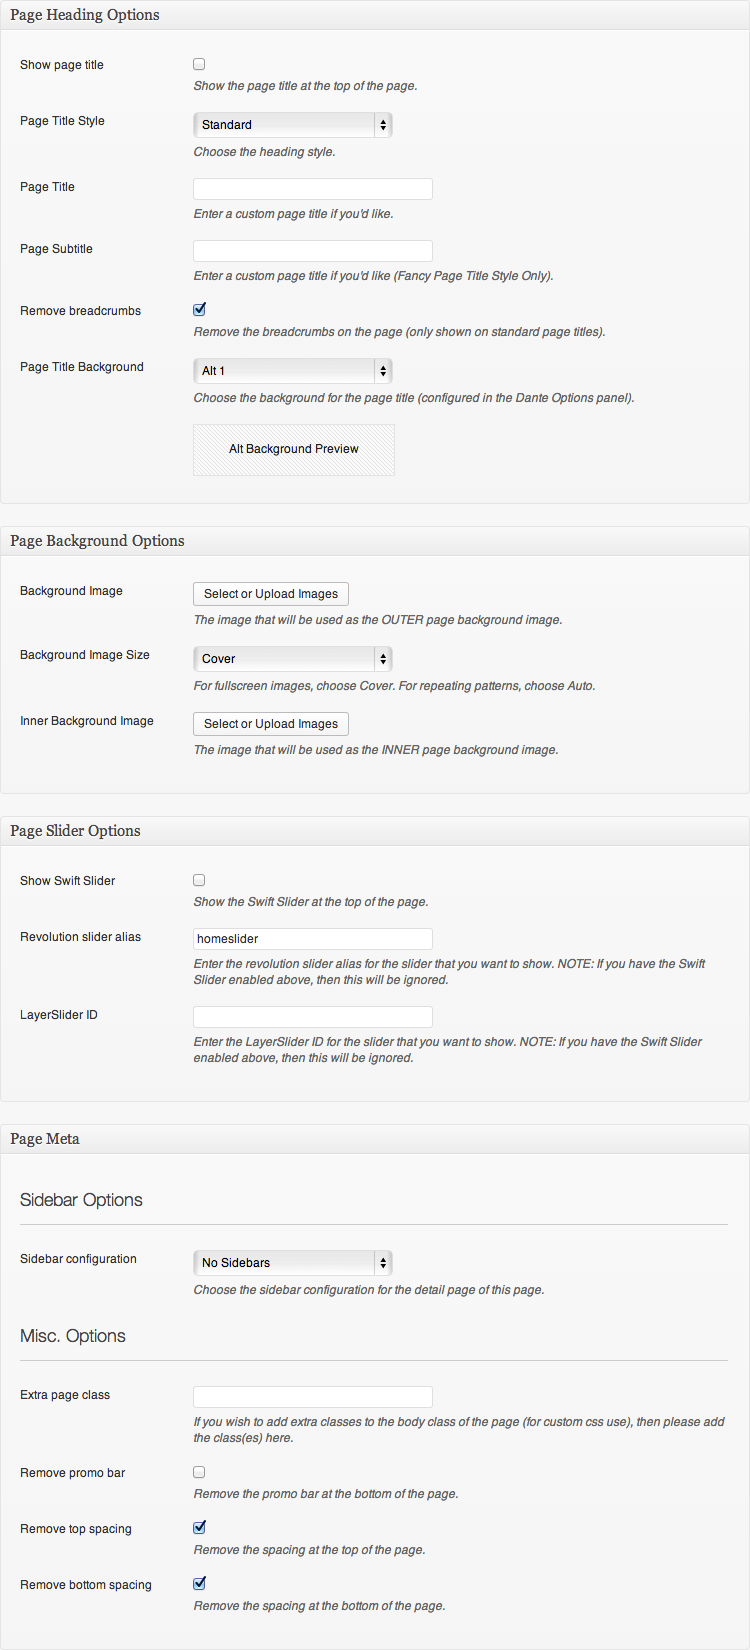 Page Heading Options
Show page title
Show the page title at the top of the page.
Page Title Style
Standard
Choose the heading style.
Page Title
Enter a custom page title if you'd like.
Page Subtitle
Enter a custom page title if you'd like (Fancy Page Title Style Only).
Remove breadcrumbs
Remove the breadcrumbs on the page (only shown on standard page titles).
Page Title Background
Alt 1
Choose the background for the page title (configured in the Dante Options panel).
Alt Background Preview
Page Background Options
Background Image
Select or Upload Images
The image that will be used as the OUTER page background image.
Background Image Size
Cover
For fullscreen images, choose Cover. For repeating patterns, choose Auto.
Inner Background Image
Select or Upload Images
The image that will be used as the INNER page background image.
Page Slider Options
Show Swift Slider
Show the Swift Slider at the top of the page.
Revolution slider alias
homeslider
Enter the revolution slider alias for the slider that you want to show. NOTE: If you have the Swift
Slider enabled above, then this will be ignored.
LayerSlider ID
Enter the LayerSlider ID for the slider that you want to show. NOTE: If you have the Swift Slider
enabled above, then this will be ignored.
Page Meta
Sidebar Options
Sidebar configuration
No Sidebars
Choose the sidebar configuration for the detail page of this page.
Misc. Options
Extra page class
If you wish to add extra classes to the body class of the page (for custom css use), then please add
the class(es) here.
Remove promo bar
Remove the promo bar at the bottom of the page.
Remove top spacing
Remove the spacing at the top of the page.
Remove bottom spacing
Remove the spacing at the bottom of the page.